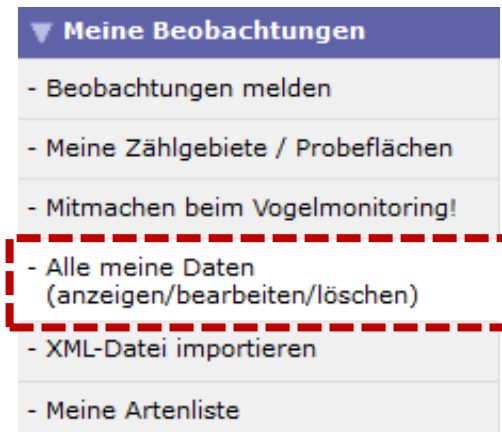 Meine Beobachtungen
- Beobachtungen melden
- Meine Zählgebiete / Probeflächen
- Mitmachen beim Vogelmonitoring!
- Alle meine Daten
(anzeigen/bearbeiten/löschen)
- XML-Datei importieren
- Meine Artenliste